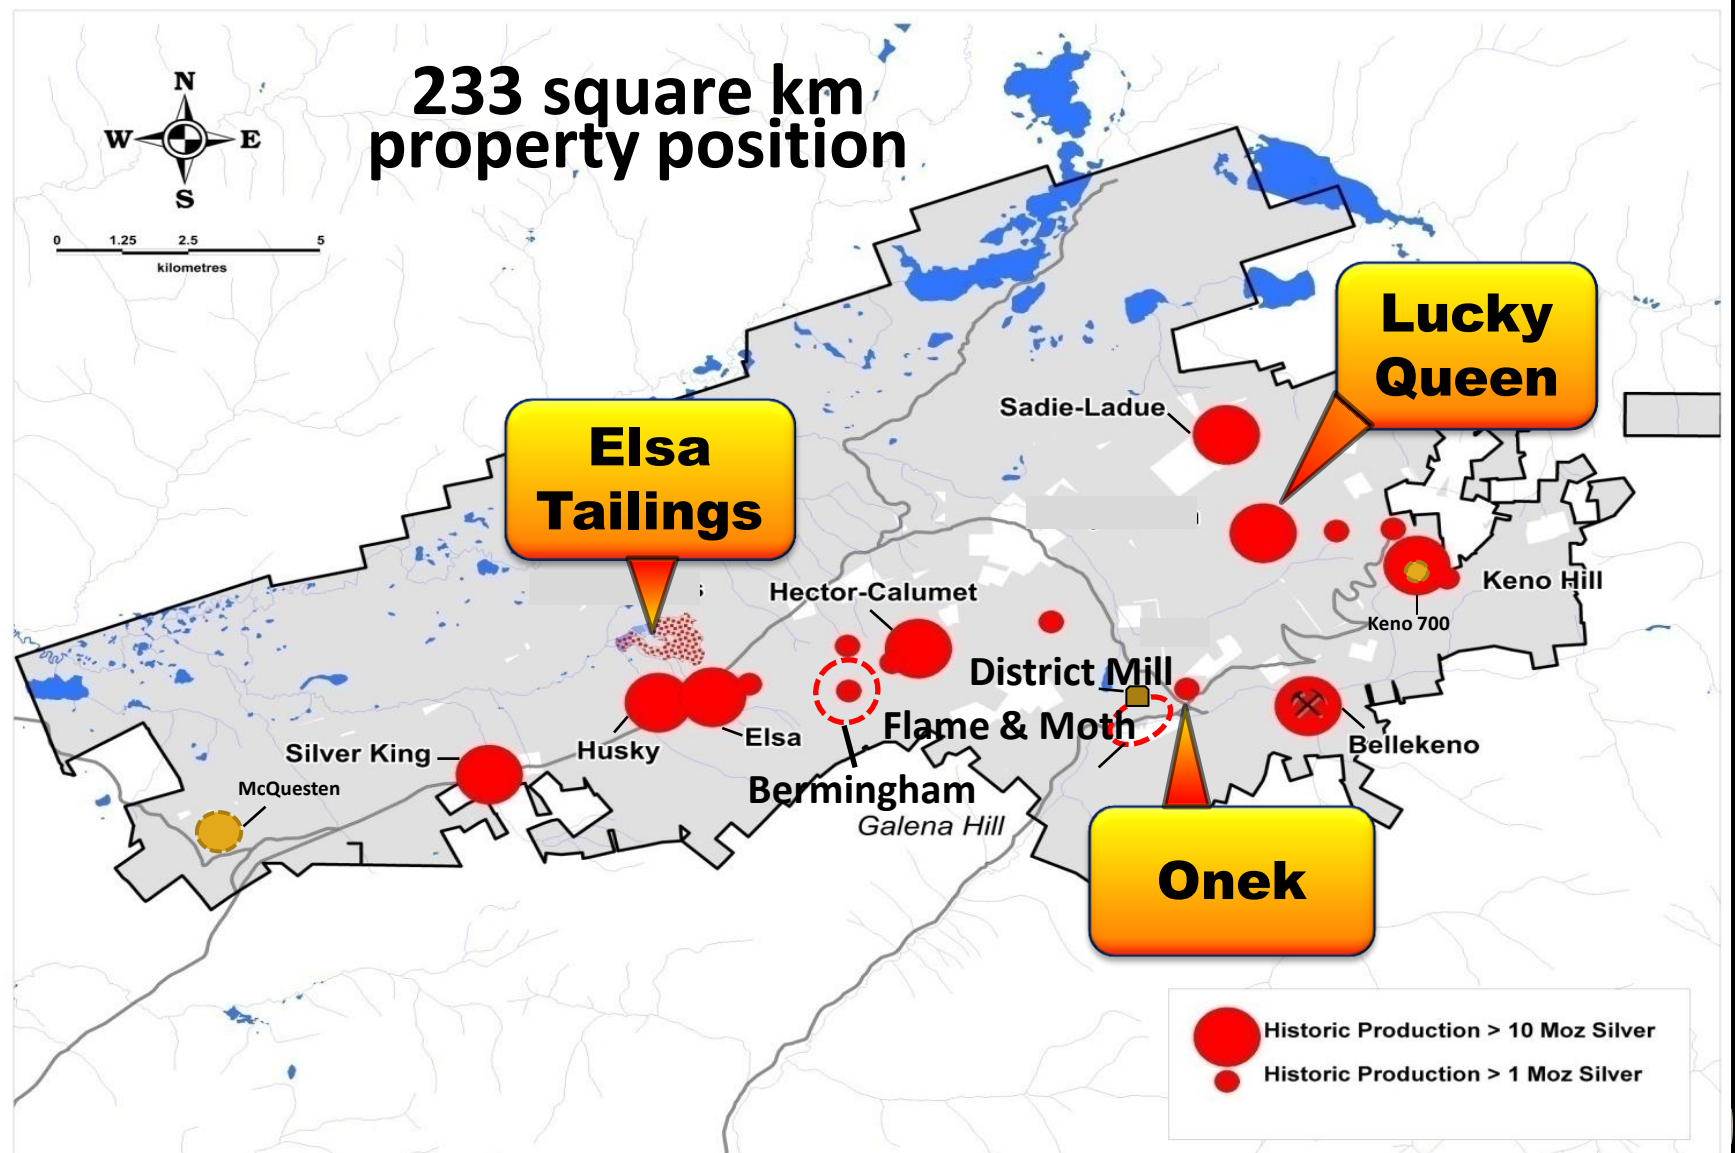 233 square km
property position
N
W
E
S
0 1.25 2.5 5
kilometres
Lucky
Queen
Sadie-Ladue
Elsa
Tailings
Hector-Calumet
Keno Hill
Keno 700
District Mill
Flame & Moth
Husky
Elsa
Silver King
Bellekeno
McQuesten
Bermingham
Galena Hill
Onek
Historic Production > 10 Moz Silver
Historic Production > 1 Moz Silver